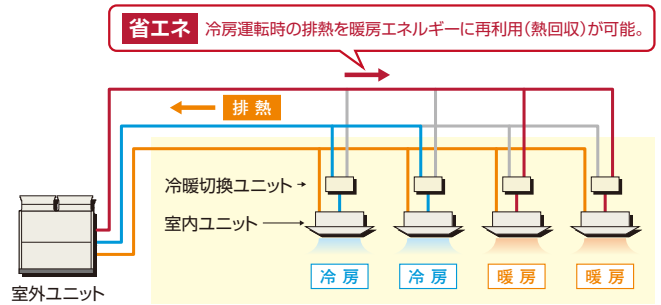 省エネ 冷房運転時の排熱を暖房エネルギーに再利用(熱回収)が可能。
排熱
冷暖切換ユニット
室内ユニット
冷房
冷房
暖房
暖房
室外ユニット